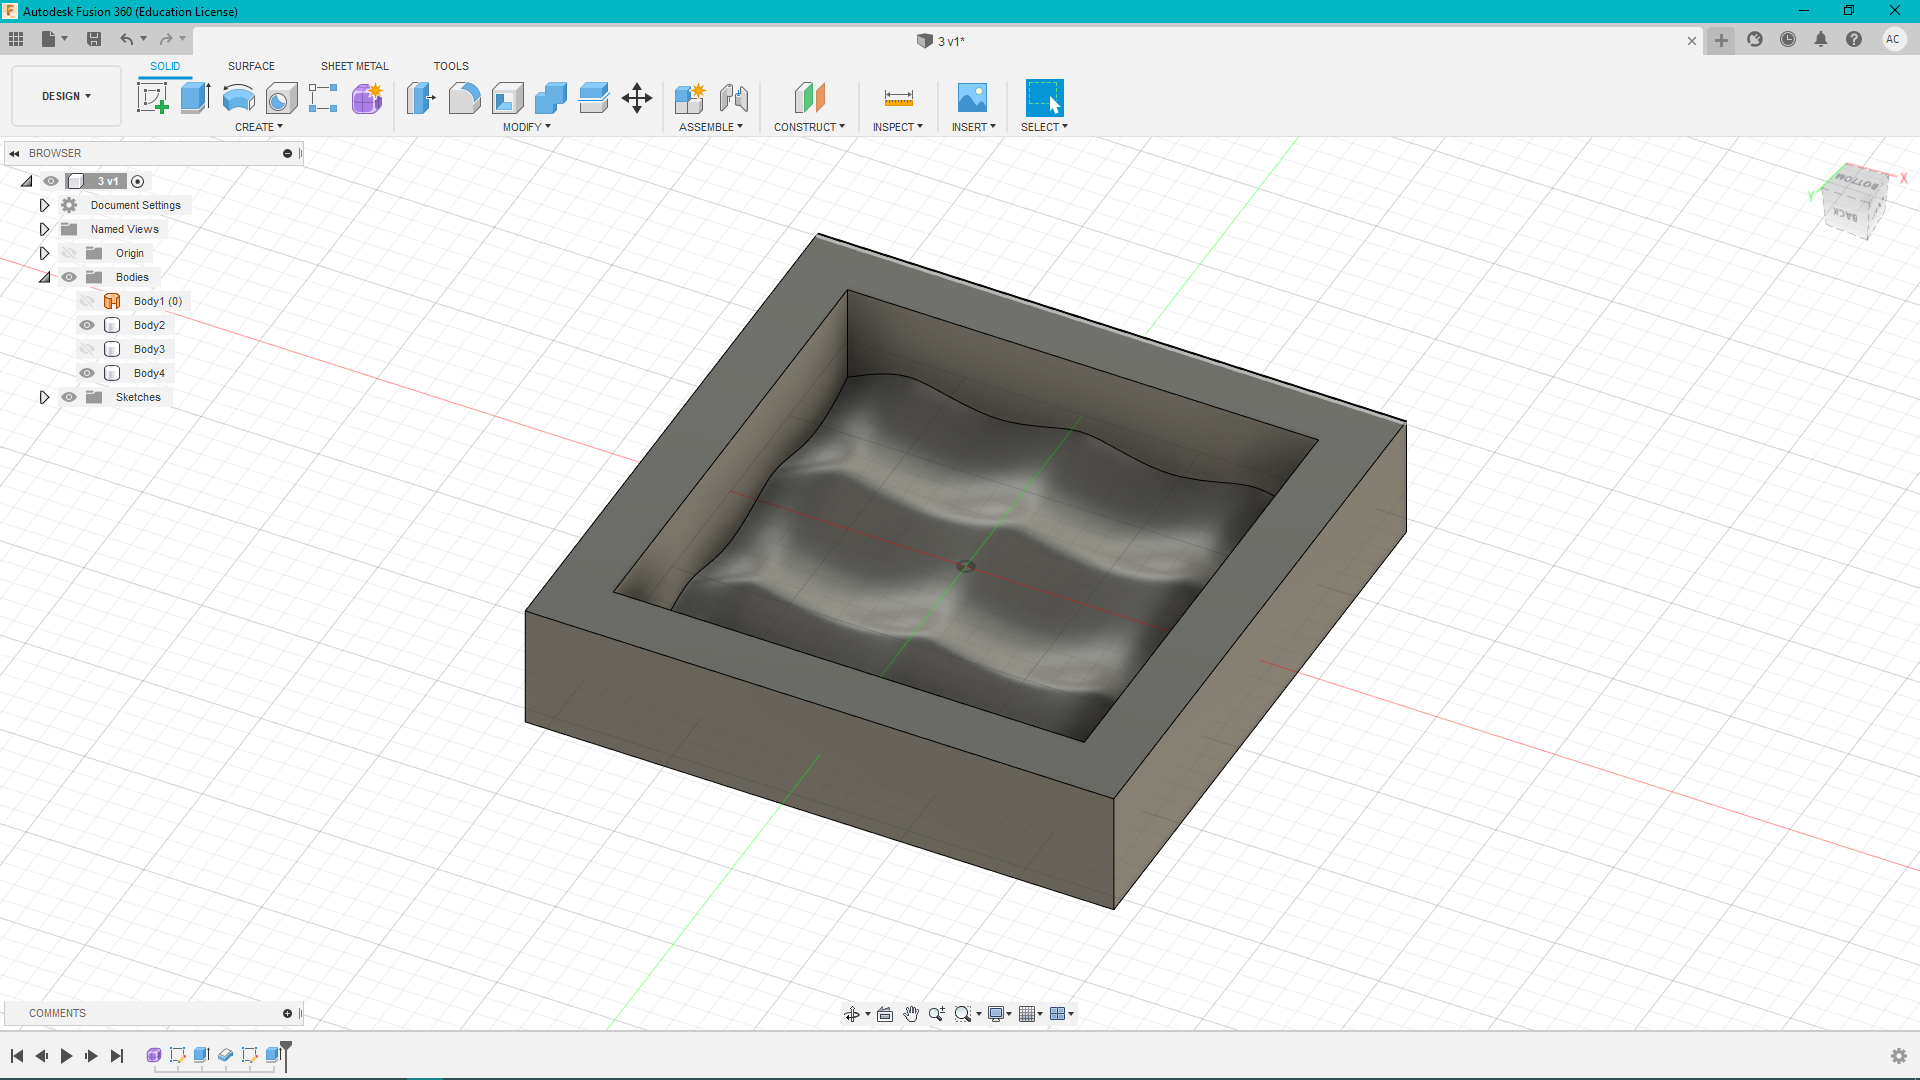 Autodesk Fusion 360 (Education License)
3 v1*
AC
DESIGN
SOLID
SURFACE
SHEET METAL
TOOLS
CREATE
MODIFY
ASSEMBLE
CONSTRUCT
INSPECT
INSERT
SELECT
BROWSER
3 v1
Document Settings
Named Views
Origin
Bodies
Body1 (0)
Body2
Body3
Body4
Sketches
BOTTOM
BACK
X
Y
COMMENTS